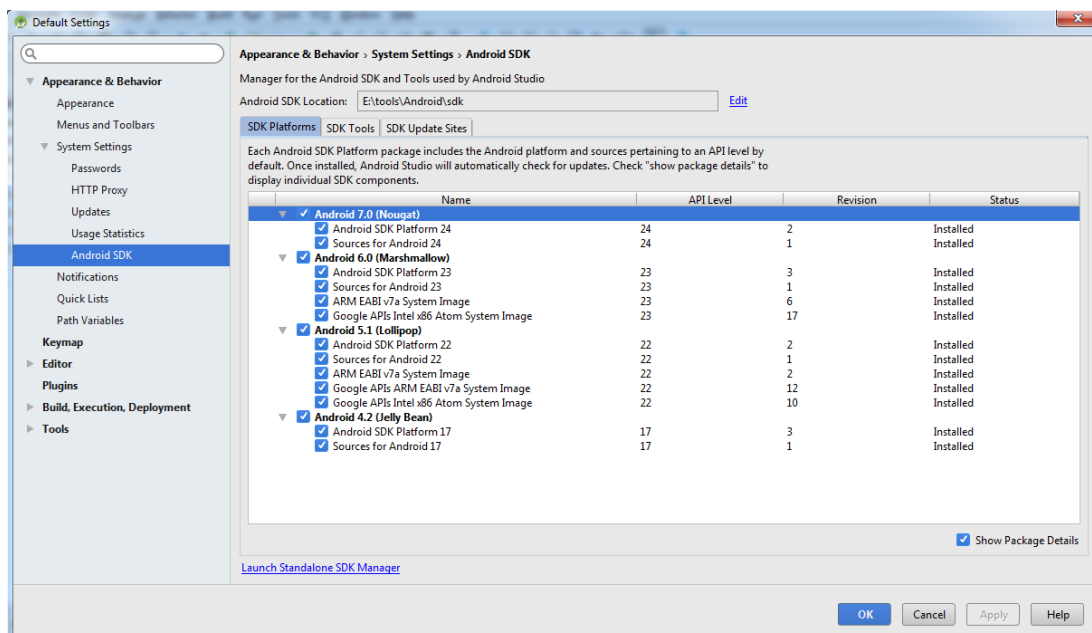 Default Settings
Appearance & Behavior
Appearance
Menus and Toolbars
System Settings
Passwords
HTTP Proxy
Updates
Usage Statistics
Android SDK
Notifications
Quick Lists
Path Variables
Keymap
Editor
Plugins
Build, Execution, Deployment
Tools
Appearance & Behavior › System Settings › Android SDK
Manager for the Android SDK and Tools used by Android Studio
Android SDK Location: E:\tools\Android\sdk Edit
SDK Platforms SDK Tools SDK Update Sites
Each Android SDK Platform package includes the Android platform and sources pertaining to an API level by
default. Once installed, Android Studio will automatically check for updates. Check "show package details" to
display individual SDK components.
Name API Level Revision Status
Android 7.0 (Nougat)
Android SDK Platform 24 24 2 Installed
Sources for Android 24 24 1 Installed
Android 6.0 (Marshmallow)
Android SDK Platform 23 23 3 Installed
Sources for Android 23 23 1 Installed
ARM EABI v7a System Image 23 6 Installed
Google APIs Intel x86 Atom System Image 23 17 Installed
Android 5.1 (Lollipop)
Android SDK Platform 22 22 2 Installed
Sources for Android 22 22 1 Installed
ARM EABI v7a System Image 22 2 Installed
Google APIs ARM EABI v7a System Image 22 12 Installed
Google APIs Intel x86 Atom System Image 22 10 Installed
Android 4.2 (Jelly Bean)
Android SDK Platform 17 17 3 Installed
Sources for Android 17 17 1 Installed
Show Package Details
Launch Standalone SDK Manager
OK Cancel Apply Help